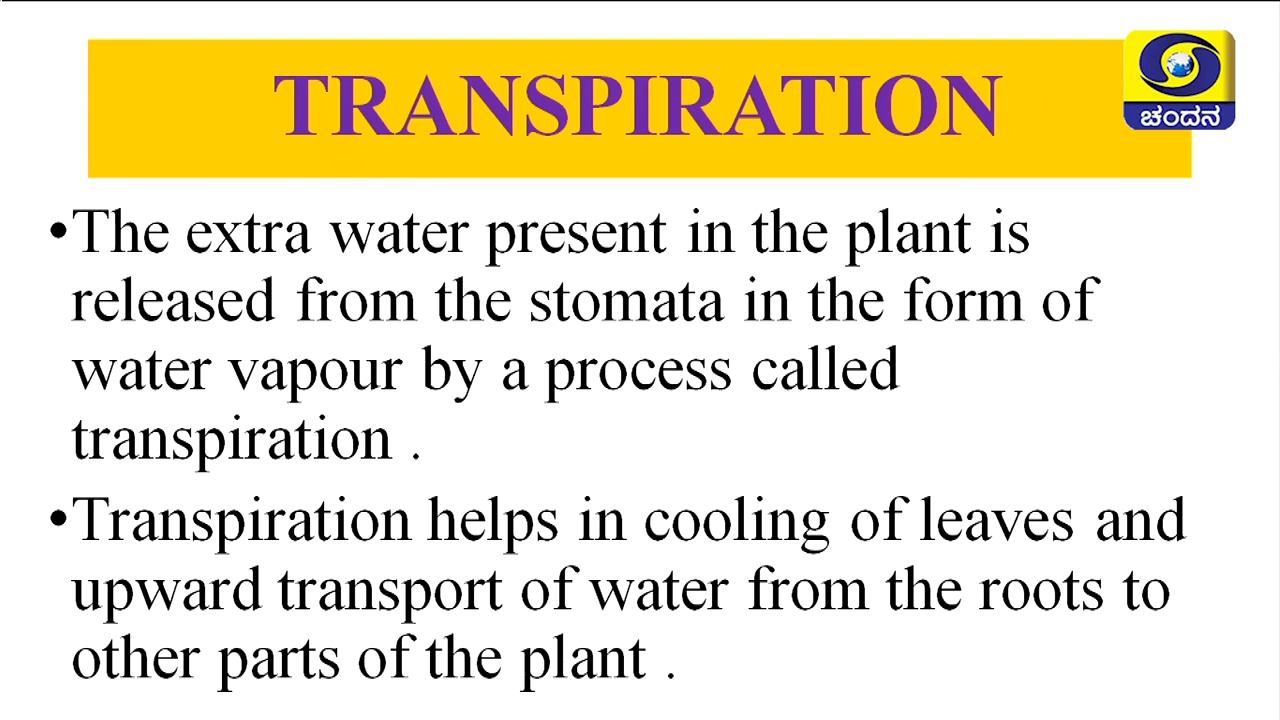 TRANSPIRATION
ಚಂದನ
•The extra water present in the plant is
released from the stomata in the form of
water vapour by a process called
transpiration .
•Transpiration helps in cooling of leaves and
upward transport of water from the roots to
other parts of the plant .